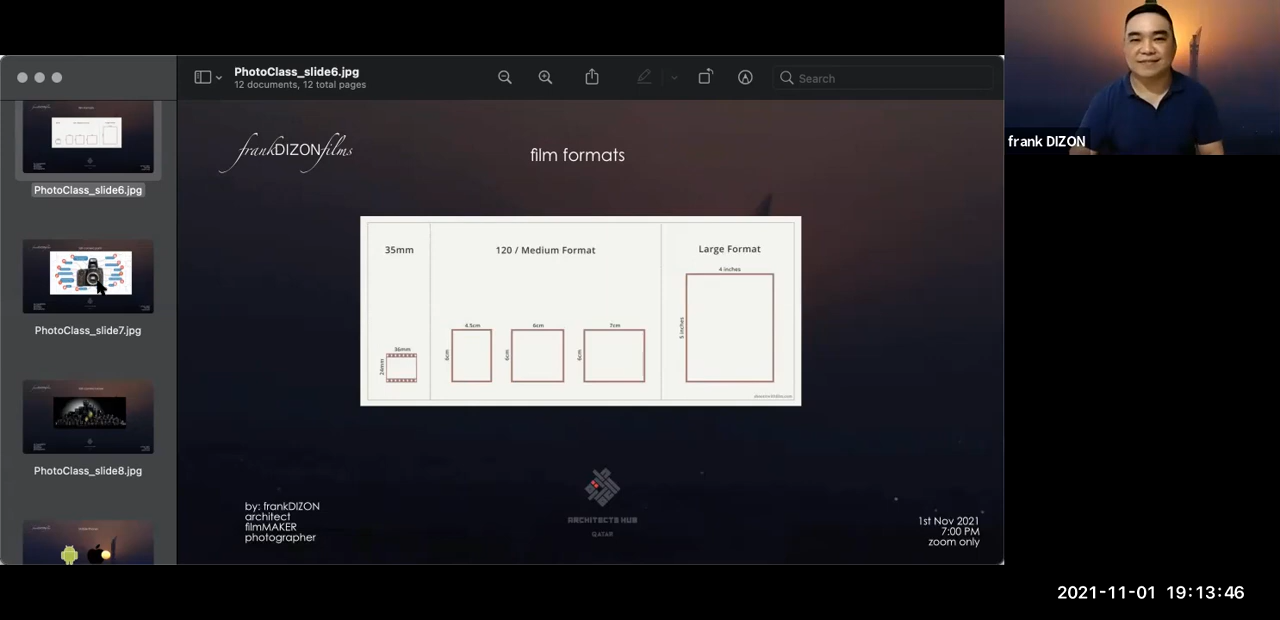 PhotoClass_slide6.jpg
12 documents, 12 total pages
Search
frank DIZON
PhotoClass_slide6.jpg
PhotoClass_slide7.jpg
PhotoClass_slide8.jpg
frankDIZONfilms
film formats
35mm
120 / Medium Format
Large Format
36mm
24mm
4.5cm
6cm
6cm
6cm
7cm
6cm
4 inches
5 inches
by: frankDIZON
architect
filmMAKER
photographer
ARCHITECTS HUB
QATAR
1st Nov 2021
7:00 PM
zoom only
2021-11-01 19:13:46